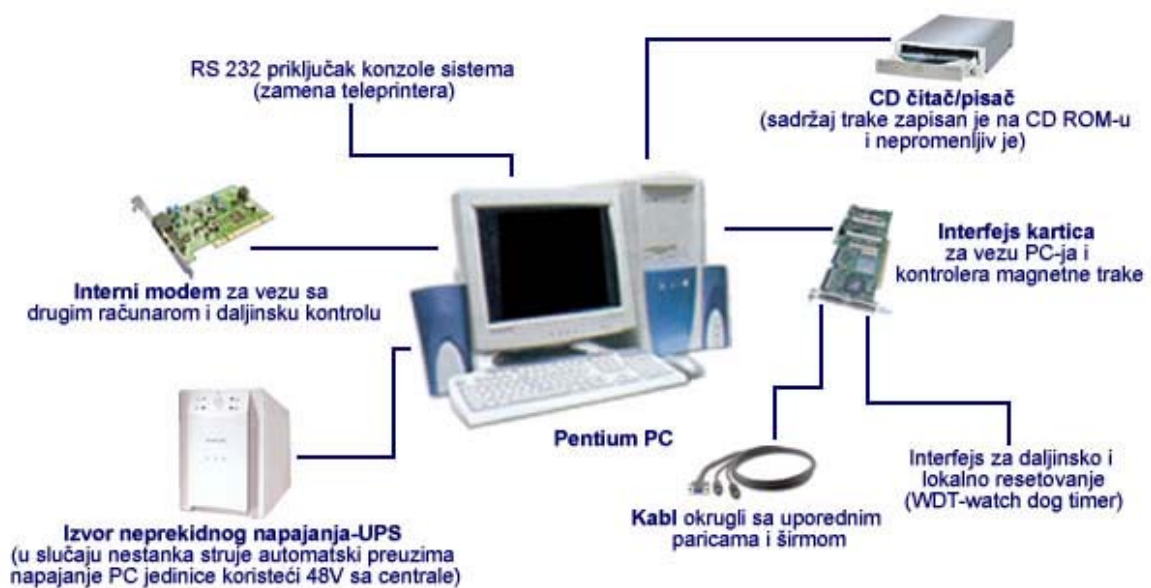 RS 232 priključak konzole sistema
(zamena teleprintera)
CD čitač/pisač
(sadržaj trake zapisan je na CD ROM-u
i nepromenljiv je)
Interni modem za vezu sa
drugim računarom i daljinsku kontrolu
Interfejs kartica
za vezu PC-ja i
kontrolera magnetne trake
Pentium PC
Izvor neprekidnog napajanja-UPS
(u slučaju nestanka struje automatski preuzima
napajanje PC jedinice koristeći 48V sa centrale)
Kabl okrugli sa uporednim
paricama i širmom
Interfejs za daljinsko i
lokalno resetovanje
(WDT-watch dog timer)